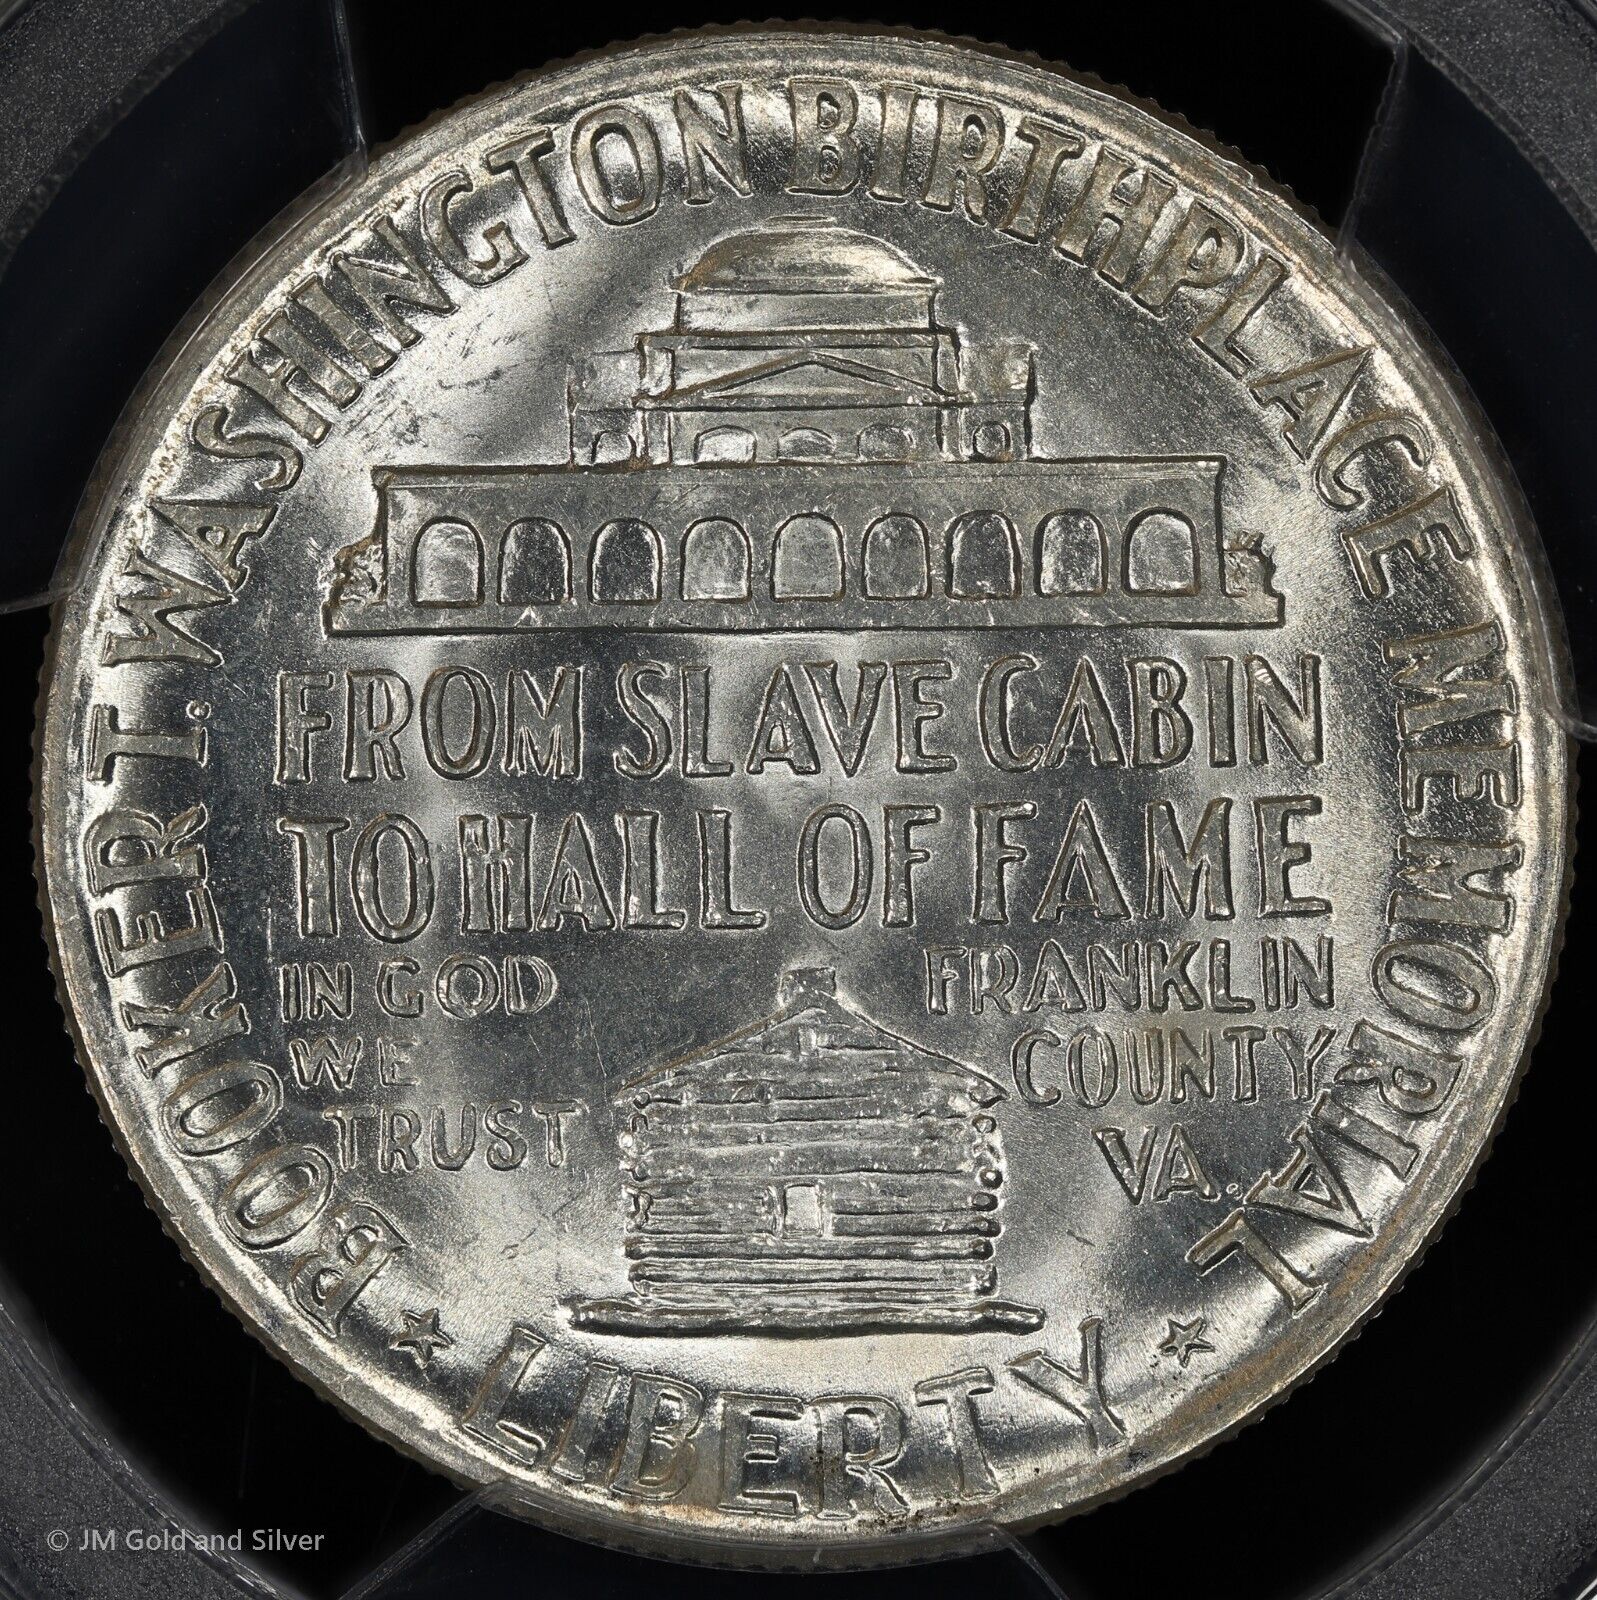 BOOKER T. WASHINGTON BIRTHPLACE MEMORIAL
FROM SLAVE CABIN
TO HALL OF FAME
IN GOD
WE
TRUST
FRANKLIN
COUNTY
VA.
★ LIBERTY ★
© JM Gold and Silver